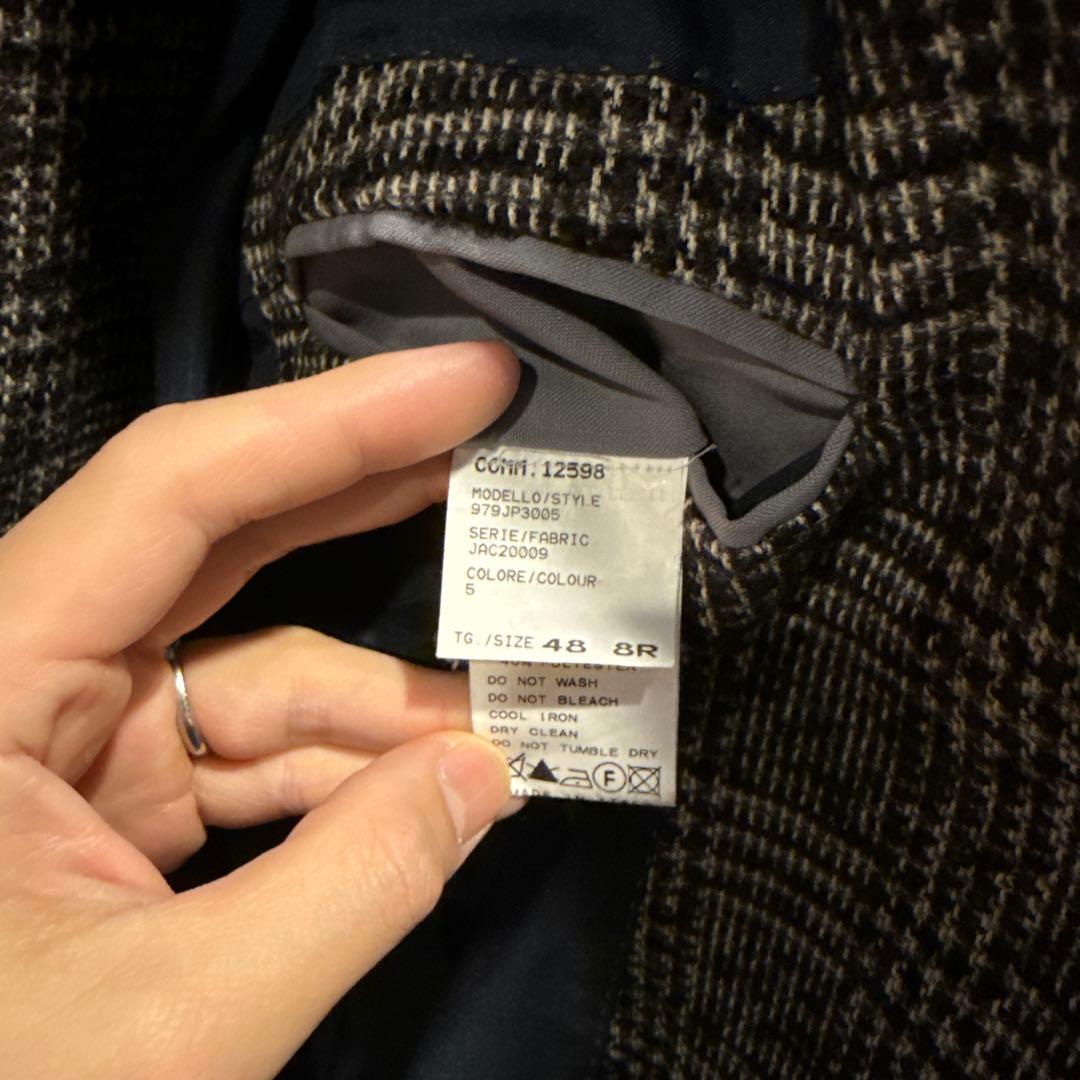 COMM.:12598
MODELLO/STYLE
979JP3005
SERIE/FABRIC
JAC20009
COLORE/COLOUR
5
TG./SIZE 48 8R
POLYESTER
DO NOT WASH
DO NOT BLEACH
COOL IRON
DRY CLEAN
DO NOT TUMBLE DRY
F